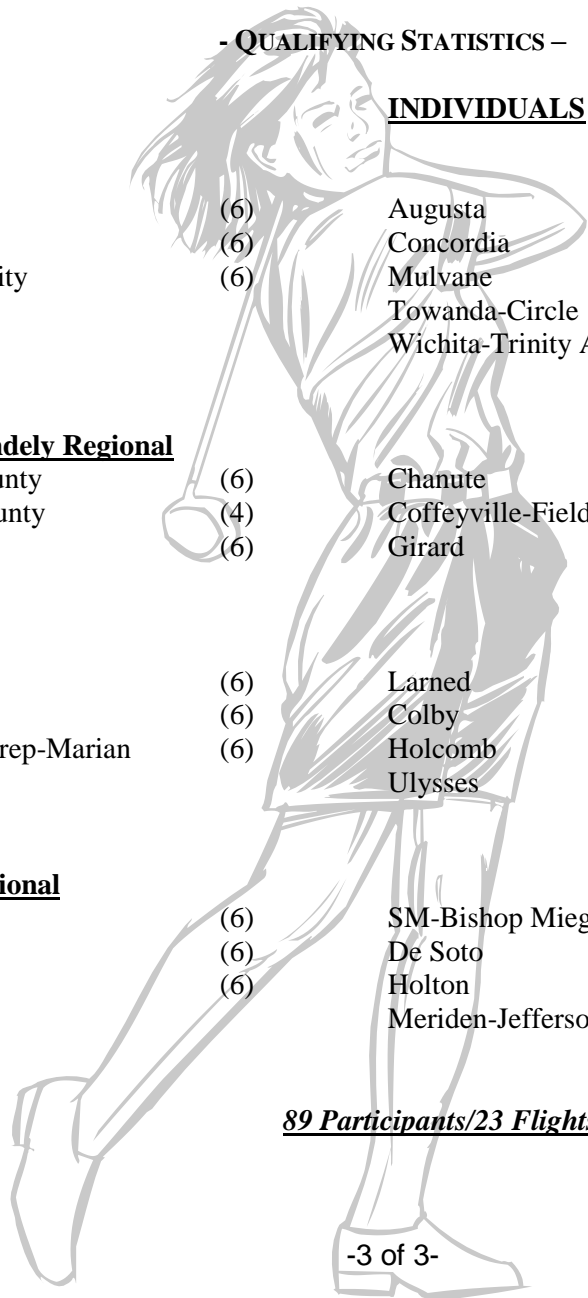 - QUALIFYING STATISTICS –
INDIVIDUALS
(6) Augusta
(6) Concordia
ity (6) Mulvane
Towanda-Circle
Wichita-Trinity A
ndely Regional
unty (6) Chanute
unty (4) Coffeyville-Field
(6) Girard
(6) Larned
(6) Colby
rep-Marian (6) Holcomb
Ulysses
ional
(6) SM-Bishop Mieg
(6) De Soto
(6) Holton
Meriden-Jefferso
89 Participants/23 Flights
-3 of 3-